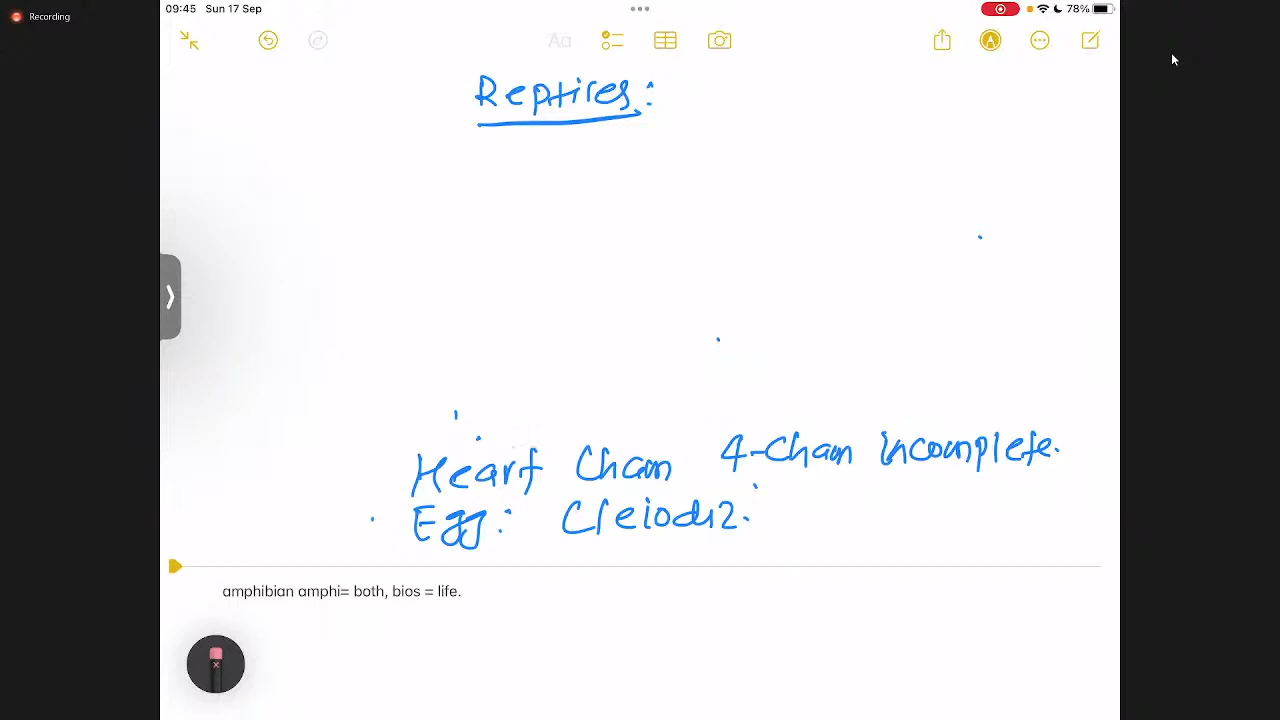 Recording
09:45 Sun 17 Sep
78%
Aa
Reptiles:
Heart Cham 4-Cham incomplete.
Egg:
amphibian amphi= both, bios = life.